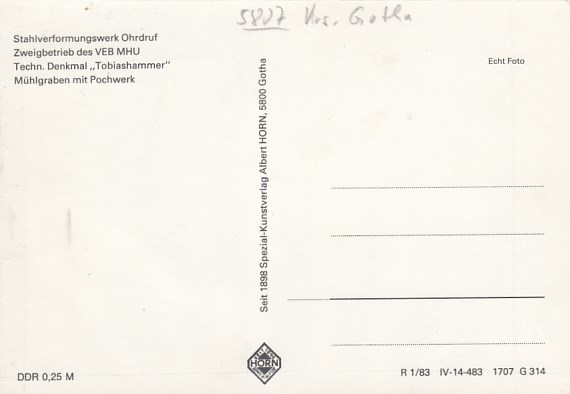 5807 Krs. Gotha
Stahlverformungswerk Ohrdruf
Zweigbetrieb des VEB MHU
Techn. Denkmal „Tobiashammer"
Mühlgraben mit Pochwerk
Echt Foto
Seit 1898 Spezial-Kunstverlag Albert HORN, 5800 Gotha
HORN
DDR 0,25 M
R 1/83 IV-14-483 1707 G 314